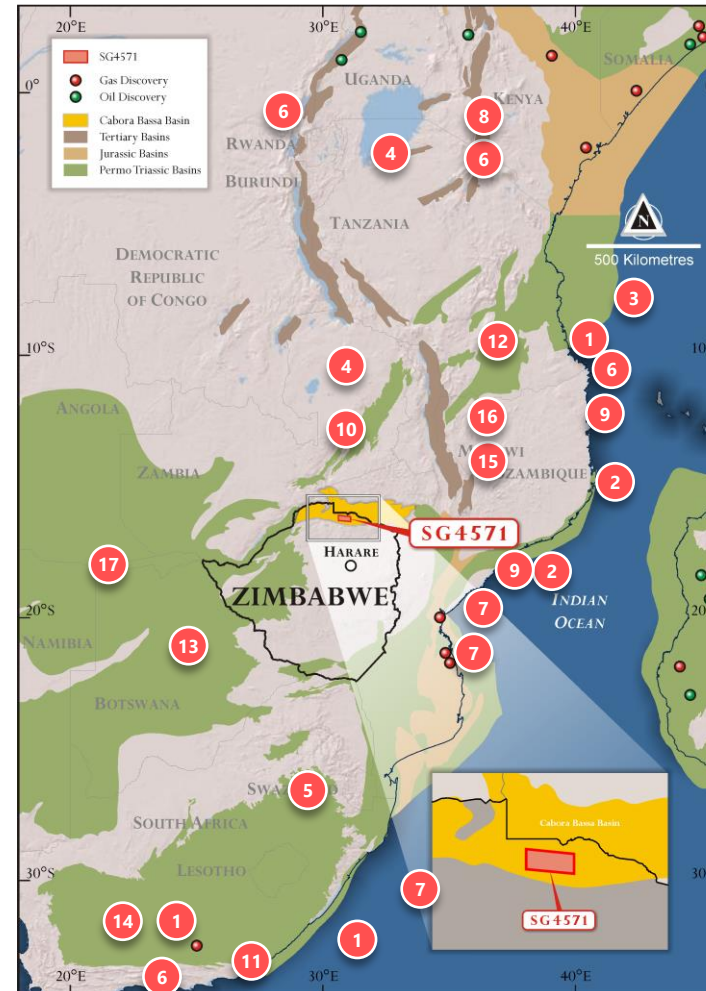 20°E
30°E
40°E
SG4571
Gas Discovery
Oil Discovery
Cabora Bassa Basin
Tertiary Basins
Jurassic Basins
Permo Triassic Basins
SOMALIA
UGANDA
0°
KENYA
6
8
RWANDA
4
6
BURUNDI
N
TANZANIA
500 Kilometres
DEMOCRATIC
REPUBLIC
OF CONGO
3
12
1
10°S
10
4
6
ANGOLA
10
16
9
M WI
15
ZAMBIA
OZAMBIQUE
2
SG4571
HARARE
17
9
2
ZIMBABWE
INDIAN
OCEAN
7
20°S
NAMIBIA
13
7
BOTSWANA
SWA D
5
SOUTH AFRICA
Cabora Bassa Basin
LESOTHO
30°S
7
SG4571
14
1
1
11
6
20°E
30°E
40°E